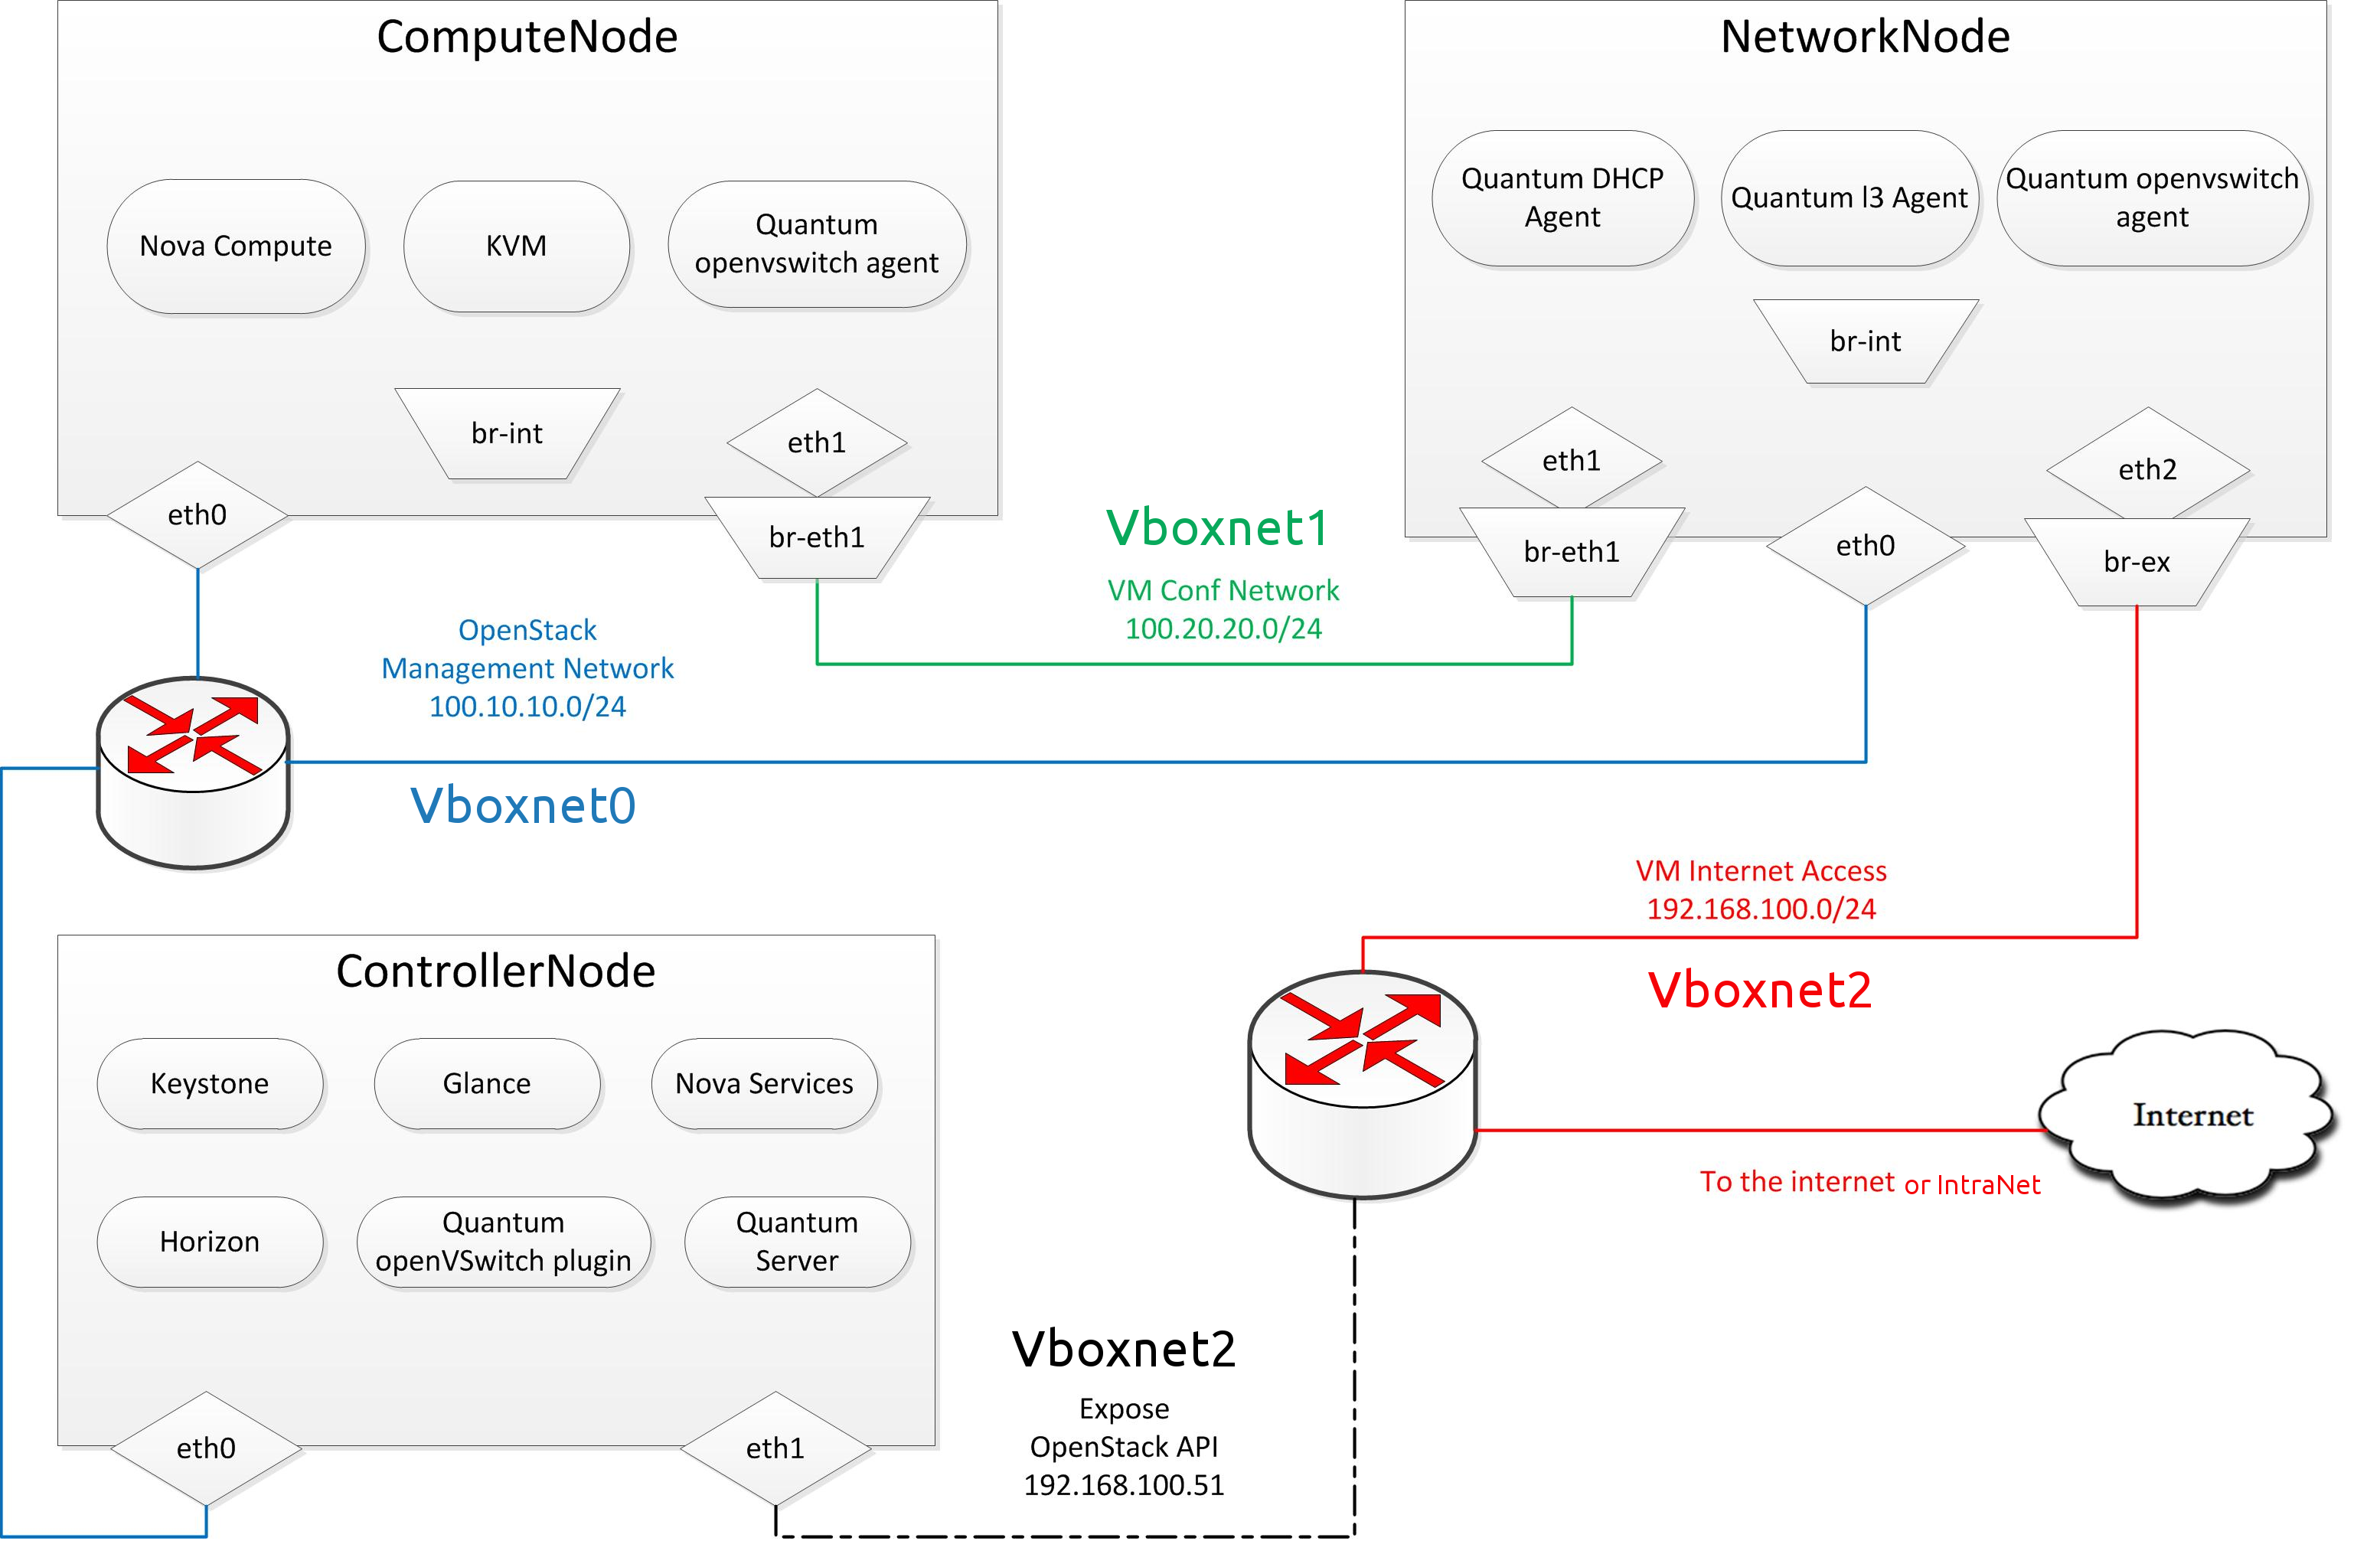 ComputeNode
Nova Compute
KVM
Quantum
openvswitch agent
br-int
eth1
eth0
br-eth1
NetworkNode
Quantum DHCP
Agent
Quantum l3 Agent
Quantum openvswitch
agent
br-int
eth1
eth2
br-eth1
eth0
br-ex
Vboxnet1
VM Conf Network
100.20.20.0/24
OpenStack
Management Network
100.10.10.0/24
Vboxnet0
VM Internet Access
192.168.100.0/24
Vboxnet2
Internet
To the internet or IntraNet
ControllerNode
Keystone
Glance
Nova Services
Horizon
Quantum
openVSwitch plugin
Quantum
Server
eth0
eth1
Vboxnet2
Expose
OpenStack API
192.168.100.51